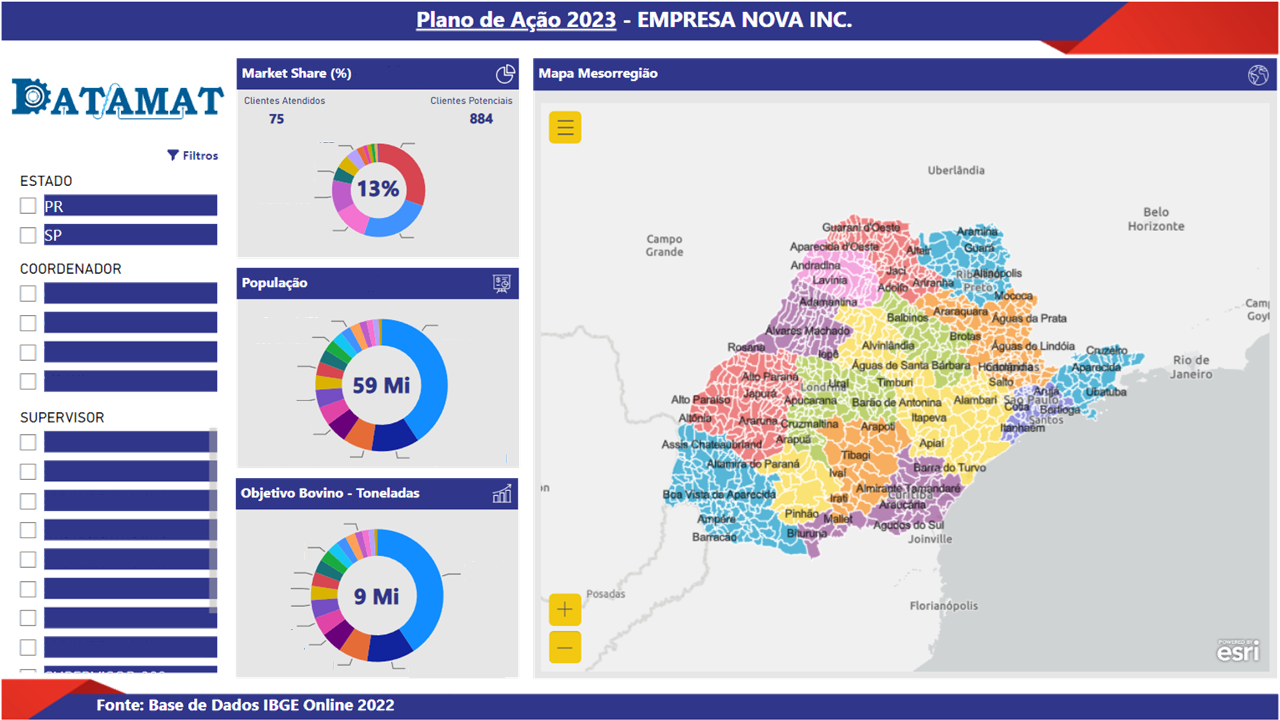 Plano de Ação 2023 - EMPRESA NOVA INC.
DATAMAT
Filtros
ESTADO
PR
SP
COORDENADOR
SUPERVISOR
Market Share (%)
Clientes Atendidos
Clientes Potenciais
75
884
13%
População
59 Mi
Objetivo Bovino - Toneladas
9 Mi
Mapa Mesorregião
Uberlândia
Belo
Horizonte
Campo
Grande
Guarani d'Oeste
Aramina
Aparecida d'Oeste
Altair
Guará
Andradina
Jaci
Ribeirão
Preto
Altinópolis
Lavínia
Adolfo
Ariranha
Mococa
Adamantina
Balbinos
Araraquara
Águas da Prata
Álvares Machado
Brotas
Rosana
Iepê
Alvinlândia
Águas de Lindóia
Cruzeiro
Rio de
Janeiro
Águas de Santa Bárbara
Aparecida
Alto Paraná
Londrina
Uraí
Timburi
Salto
Arujá
Ubatuba
Alto Paraíso
Japurá
Apucarana
Barão de Antonina
Alambari
São Paulo
Cotia
Bertioga
Santos
Altônia
Araruna
Cruzmaltina
Arapoti
Itapeva
Itanhaém
Assis Chateaubriand
Arapuã
Tibagi
Apiaí
Altamira do Paraná
Ivaí
Barra do Turvo
Boa Vista da Aparecida
Irati
Almirante Tamandaré
Curitiba
Araucária
Ampére
Pinhão
Mallet
Agudos do Sul
Barracão
Bituruna
Joinville
Posadas
Florianópolis
POWERED BY
esri
Fonte: Base de Dados IBGE Online 2022